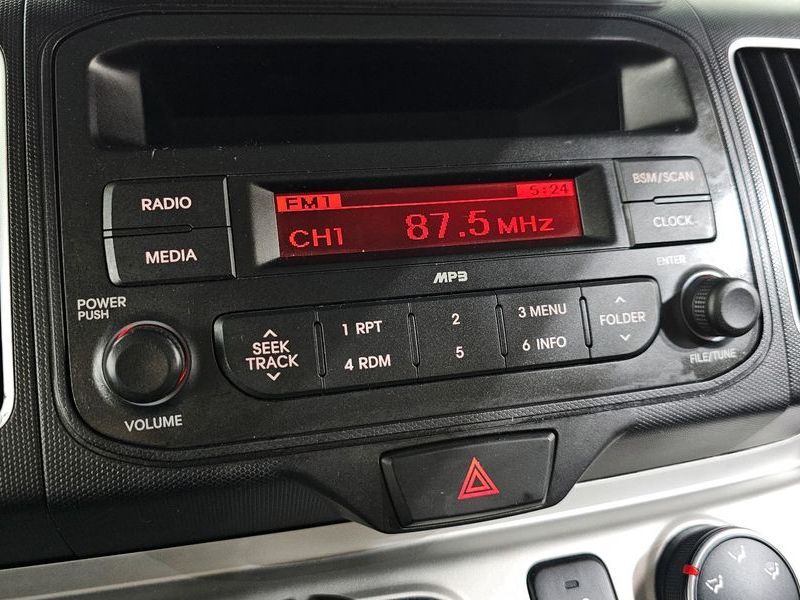 FM1 5:24
CH1 87.5 MHz
RADIO
MEDIA
BSM/SCAN
CLOCK
MP3
ENTER
POWER
PUSH
VOLUME
SEEK
TRACK
1 RPT
4 RDM
2
5
3 MENU
6 INFO
FOLDER
FILE/TUNE